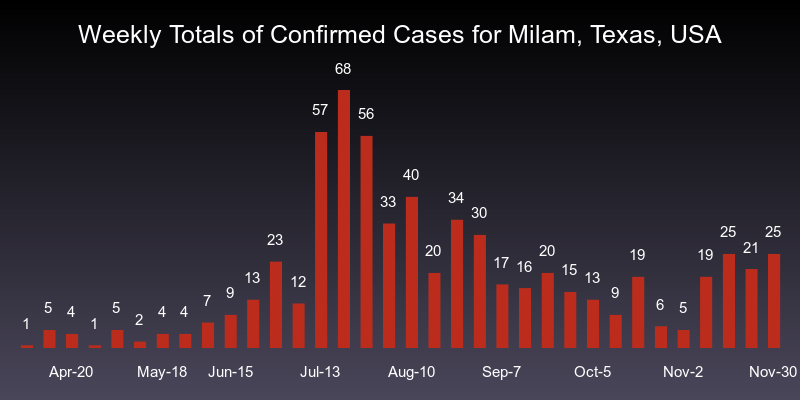 Weekly Totals of Confirmed Cases for Milam, Texas, USA
1 5 4 1 5 2 4 4 7 9 13 23 12 57 68 56 33 40 20 34 30 17 16 20 15 13 9 19 6 5 19 25 21 25
Apr-20 May-18 Jun-15 Jul-13 Aug-10 Sep-7 Oct-5 Nov-2 Nov-30